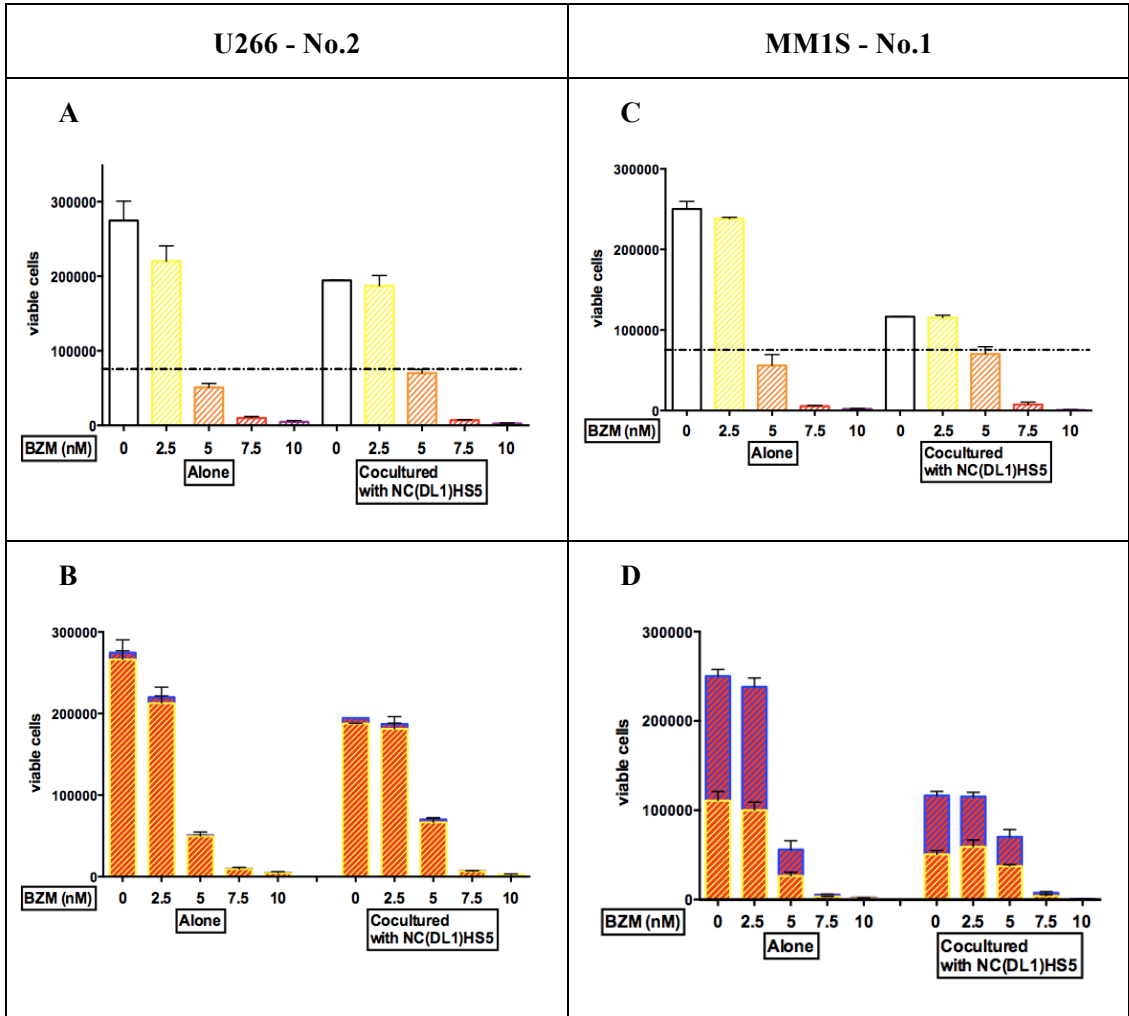 U266 - No.2
MM1S - No.1
A
300000
200000
100000
0
viable cells
BZM (nM)
0 2.5 5 7.5 10 0 2.5 5 7.5 10
Alone
Cocultured
with NC(DL1)HS5
C
300000
200000
100000
0
viable cells
BZM (nM)
0 2.5 5 7.5 10 0 2.5 5 7.5 10
Alone
Cocultured
with NC(DL1)HS5
B
300000
200000
100000
0
viable cells
BZM (nM)
0 2.5 5 7.5 10 0 2.5 5 7.5 10
Alone
Cocultured
with NC(DL1)HS5
D
300000
200000
100000
0
viable cells
BZM (nM)
0 2.5 5 7.5 10 0 2.5 5 7.5 10
Alone
Cocultured
with NC(DL1)HS5